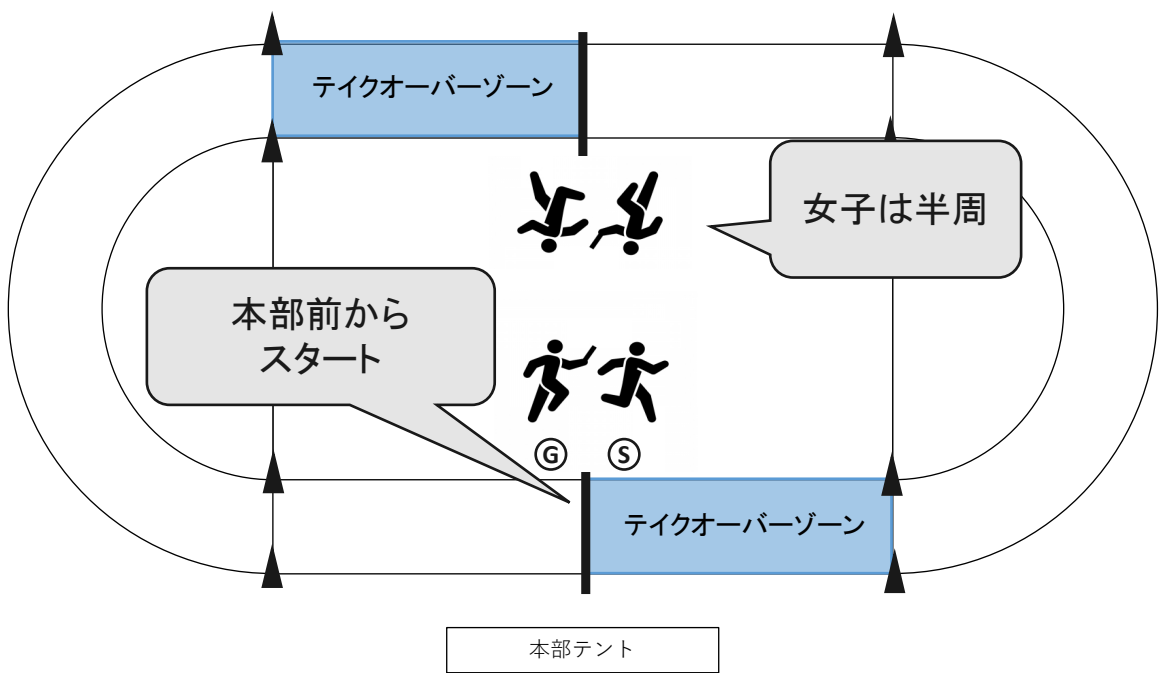 テイクオーバーゾーン
女子は半周
本部前から
スタート
G S
テイクオーバーゾーン
本部テント